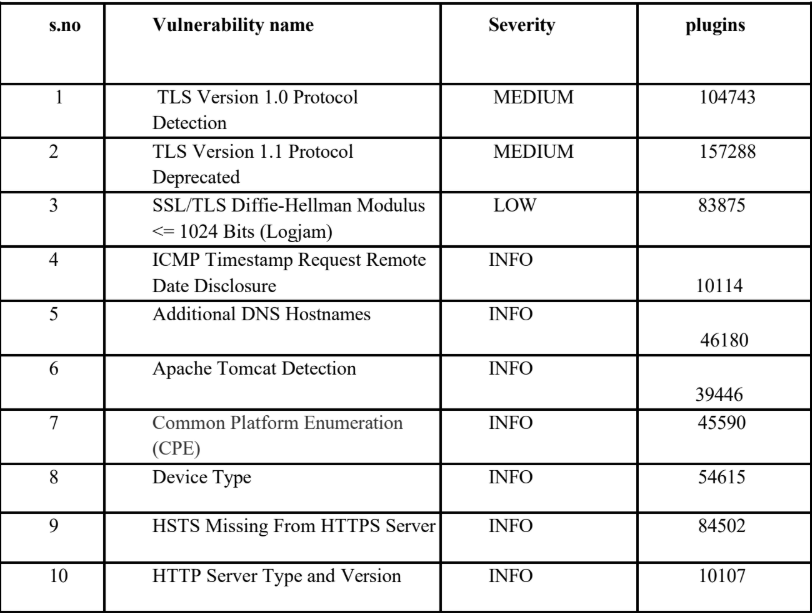 s.no Vulnerability name Severity plugins
1 TLS Version 1.0 Protocol MEDIUM 104743
Detection
2 TLS Version 1.1 Protocol MEDIUM 157288
Deprecated
3 SSL/TLS Diffie-Hellman Modulus LOW 83875
<= 1024 Bits (Logjam)
4 ICMP Timestamp Request Remote INFO
Date Disclosure 10114
5 Additional DNS Hostnames INFO
46180
6 Apache Tomcat Detection INFO
39446
7 Common Platform Enumeration INFO 45590
(CPE)
8 Device Type INFO 54615
9 HSTS Missing From HTTPS Server INFO 84502
10 HTTP Server Type and Version INFO 10107